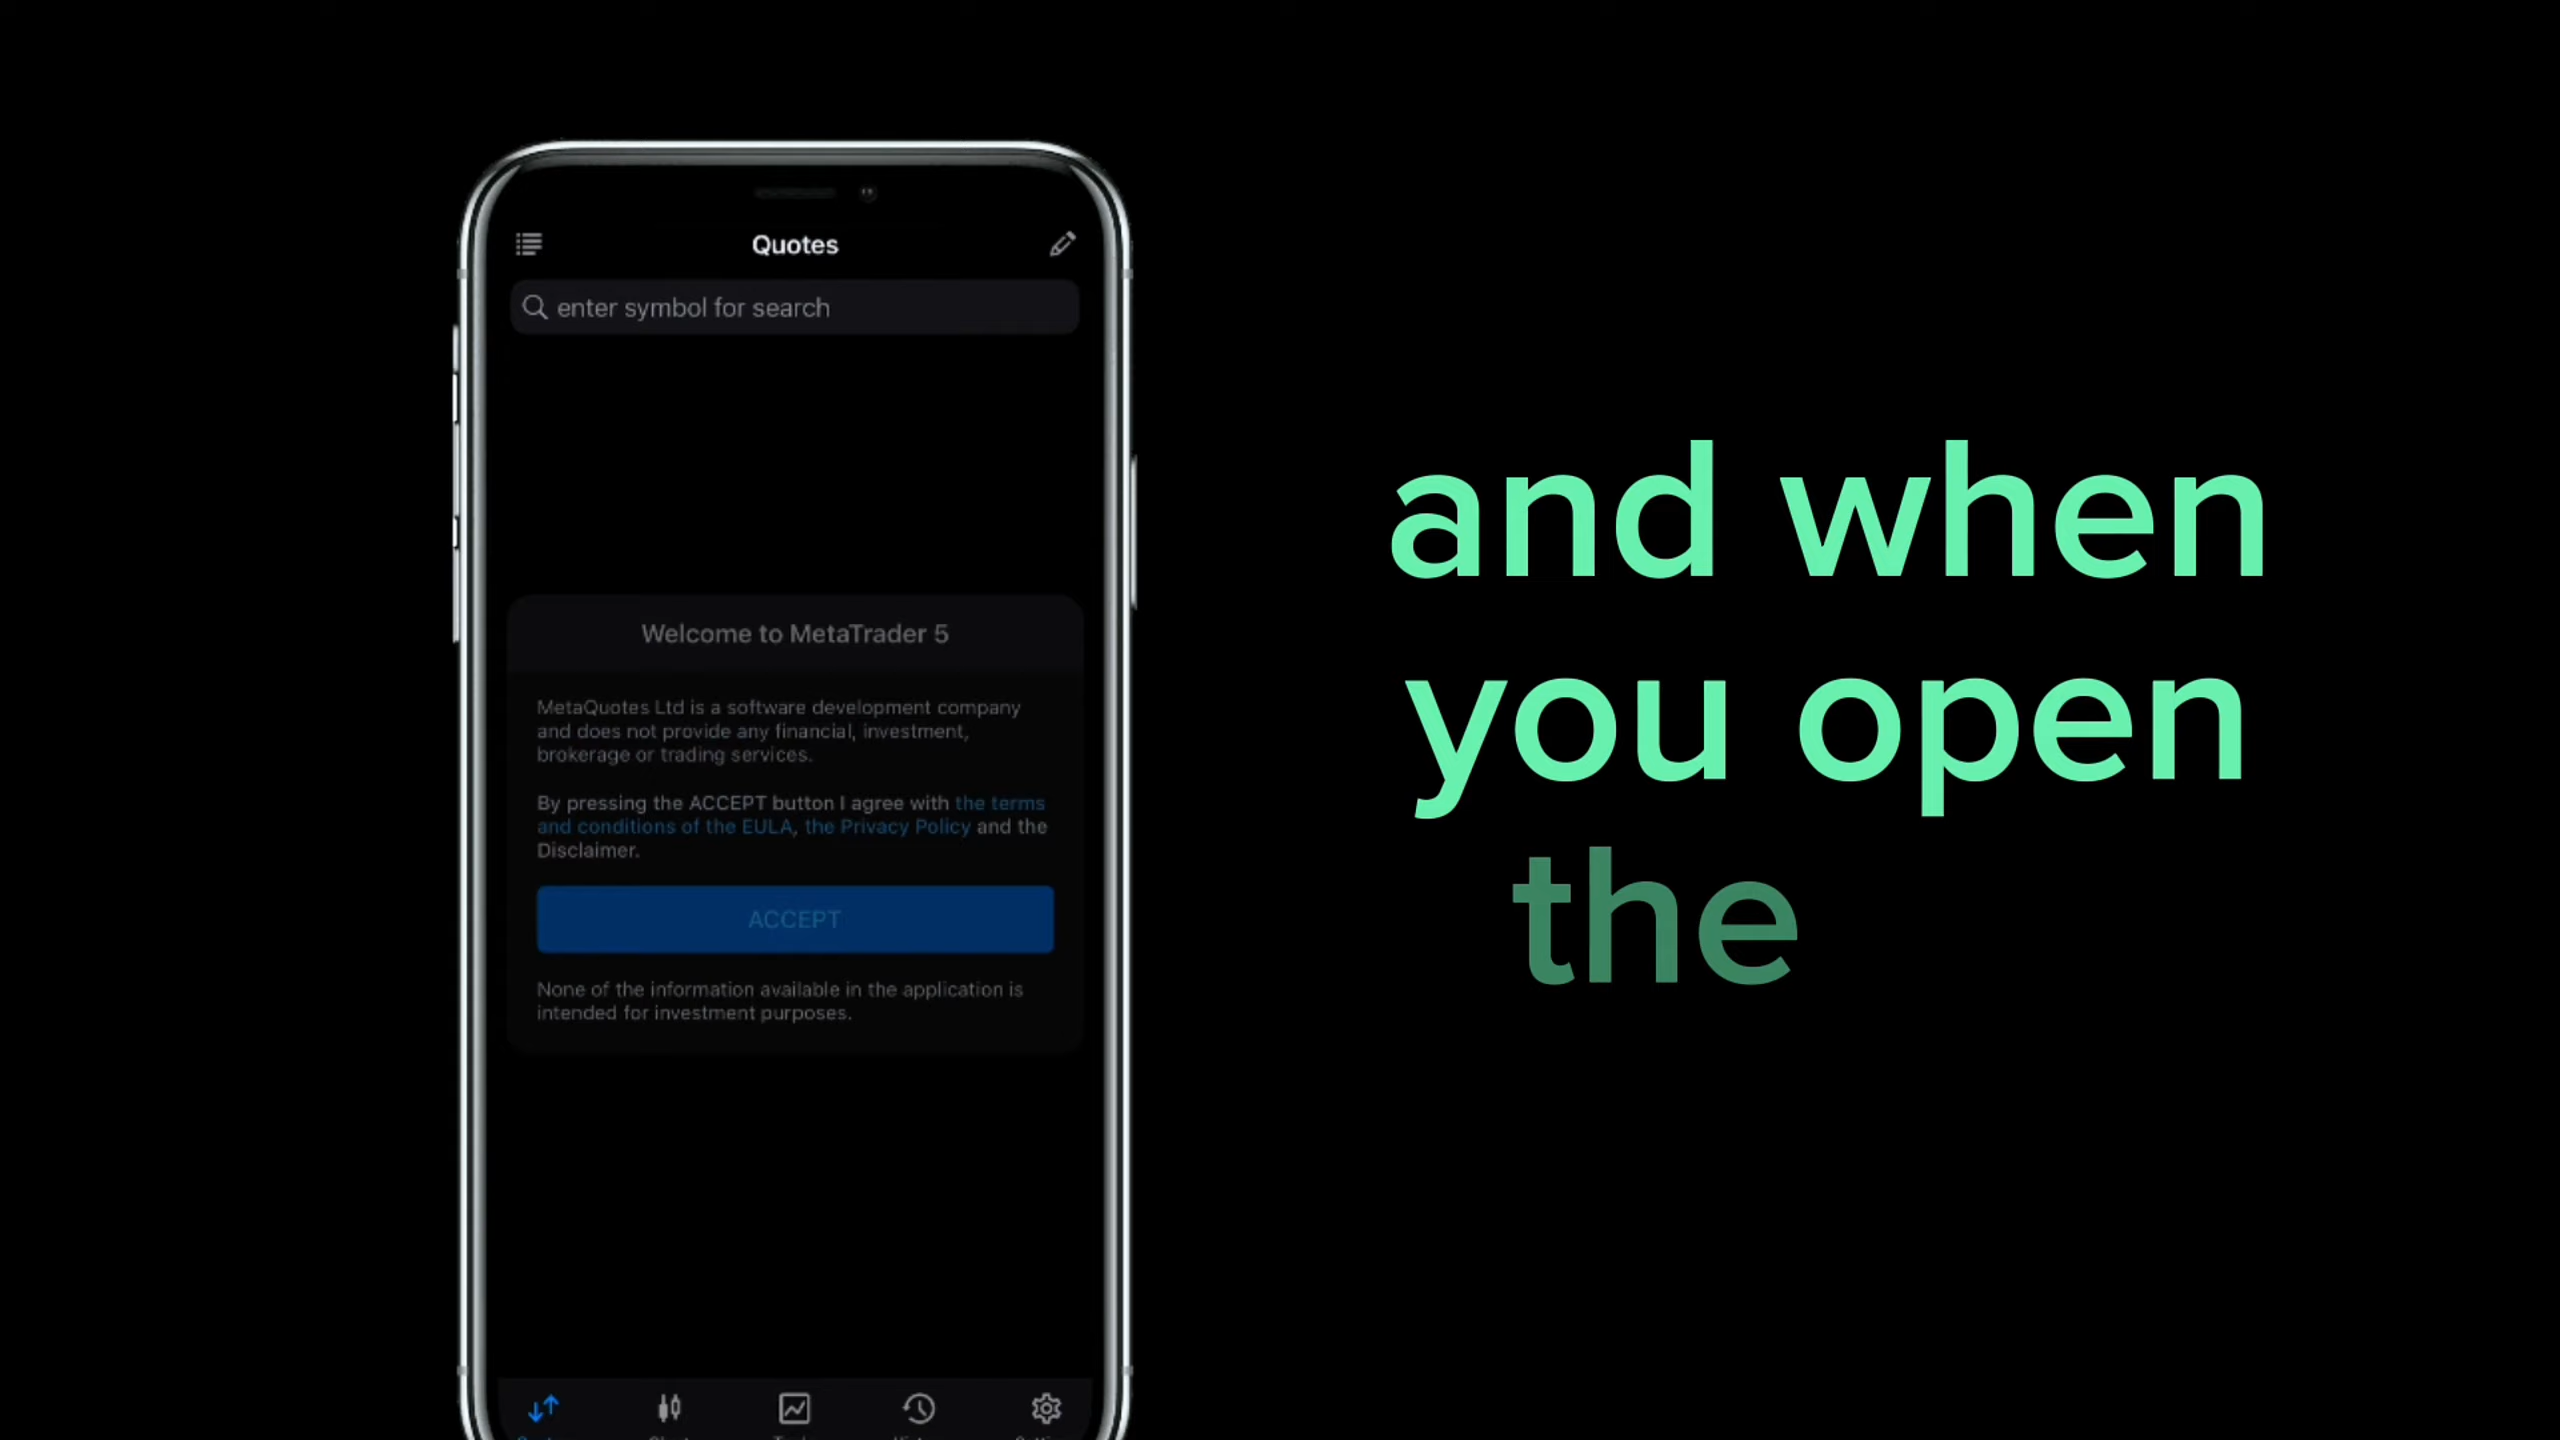 Quotes
enter symbol for search
Welcome to MetaTrader 5
MetaQuotes Ltd is a software development company
and does not provide any financial, investment,
brokerage or trading services.
By pressing the ACCEPT button I agree with the terms
and conditions of the EULA, the Privacy Policy and the
Disclaimer.
ACCEPT
None of the information available in the application is
intended for investment purposes.
and when
you open
the